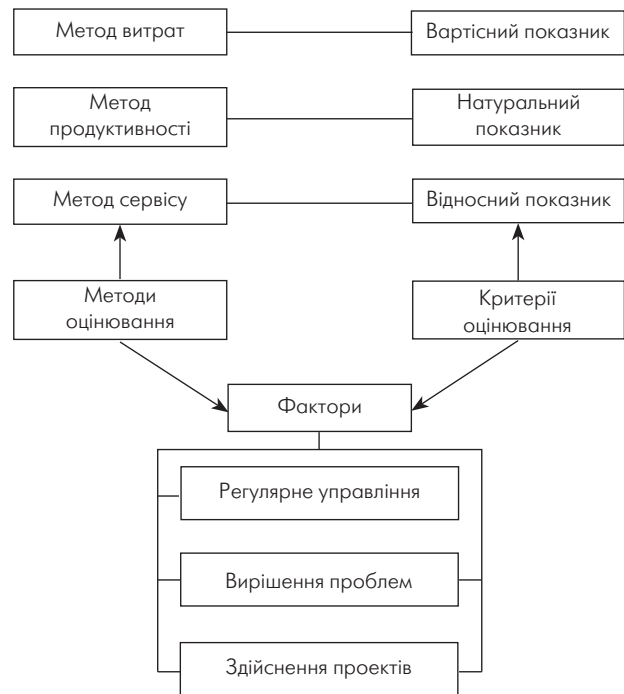 Метод витрат
Вартісний показник
Метод
продуктивності
Натуральний
показник
Метод сервісу
Відносний показник
Методи
оцінювання
Критерії
оцінювання
Фактори
Регулярне управління
Вирішення проблем
Здійснення проектів